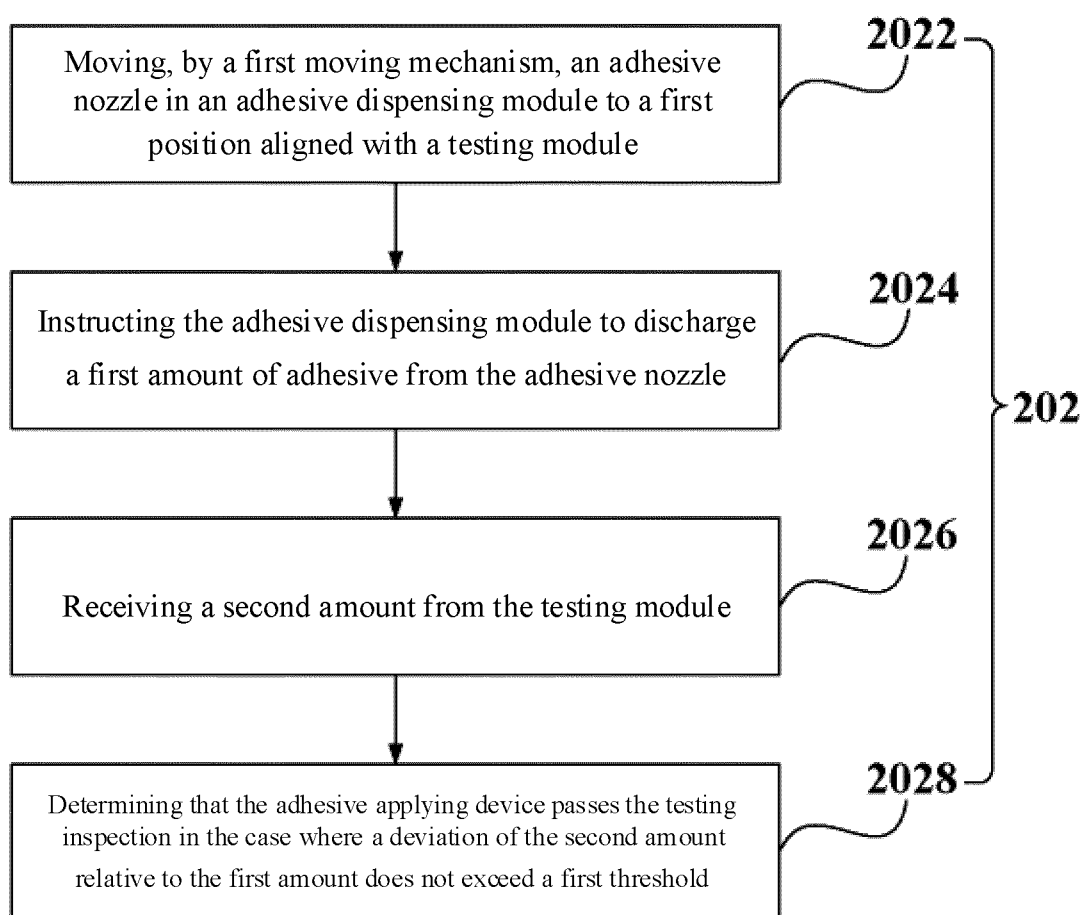 2022
Moving, by a first moving mechanism, an adhesive
nozzle in an adhesive dispensing module to a first
position aligned with a testing module
2024
Instructing the adhesive dispensing module to discharge
a first amount of adhesive from the adhesive nozzle
202
2026
Receiving a second amount from the testing module
2028
Determining that the adhesive applying device passes the testing
inspection in the case where a deviation of the second amount
relative to the first amount does not exceed a first threshold